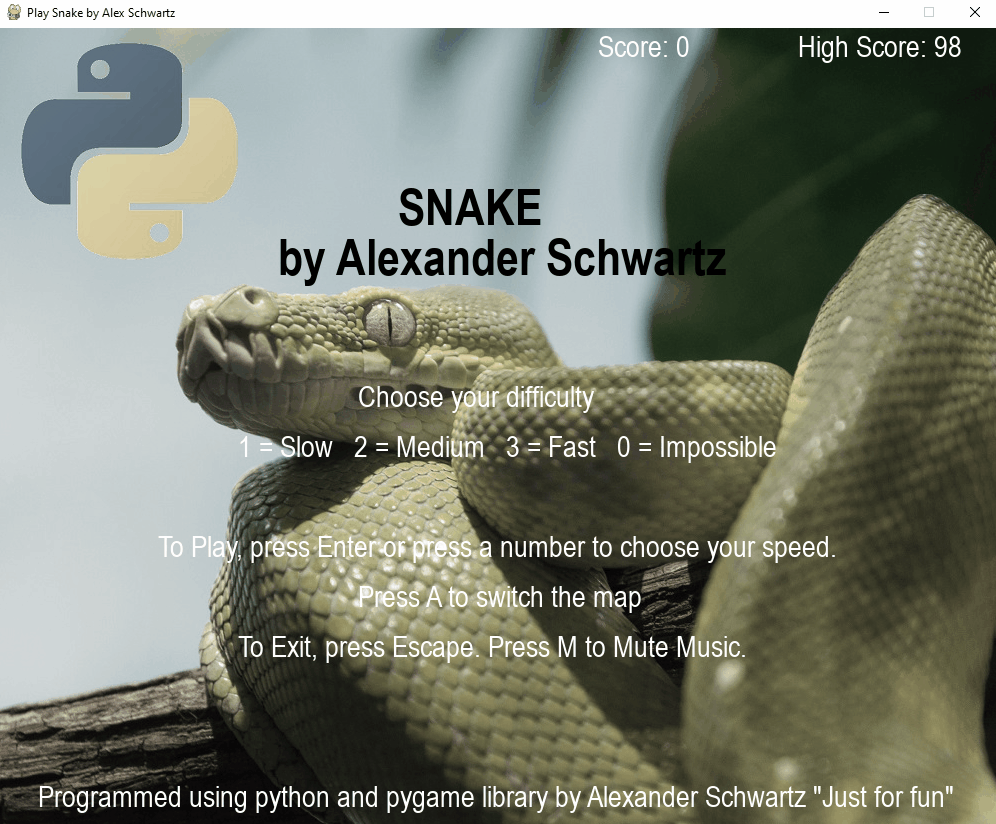 Play Snake by Alex Schwartz
Score: 0 High Score: 98
SNAKE
by Alexander Schwartz
Choose your difficulty
1 = Slow 2 = Medium 3 = Fast 0 = Impossible
To Play, press Enter or press a number to choose your speed.
Press A to switch the map
To Exit, press Escape. Press M to Mute Music.
Programmed using python and pygame library by Alexander Schwartz "Just for fun"